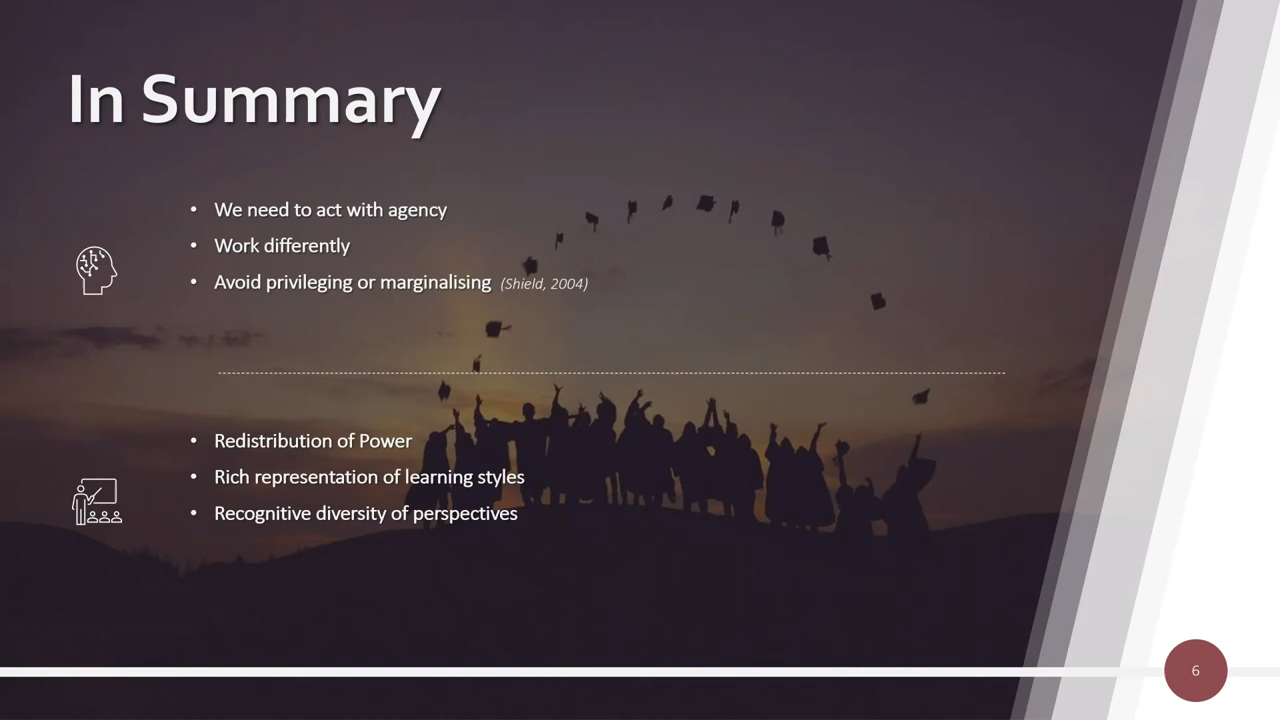 In Summary
• We need to act with agency
• Work differently
• Avoid privileging or marginalising (Shield, 2004)
• Redistribution of Power
• Rich representation of learning styles
• Recognitive diversity of perspectives
6